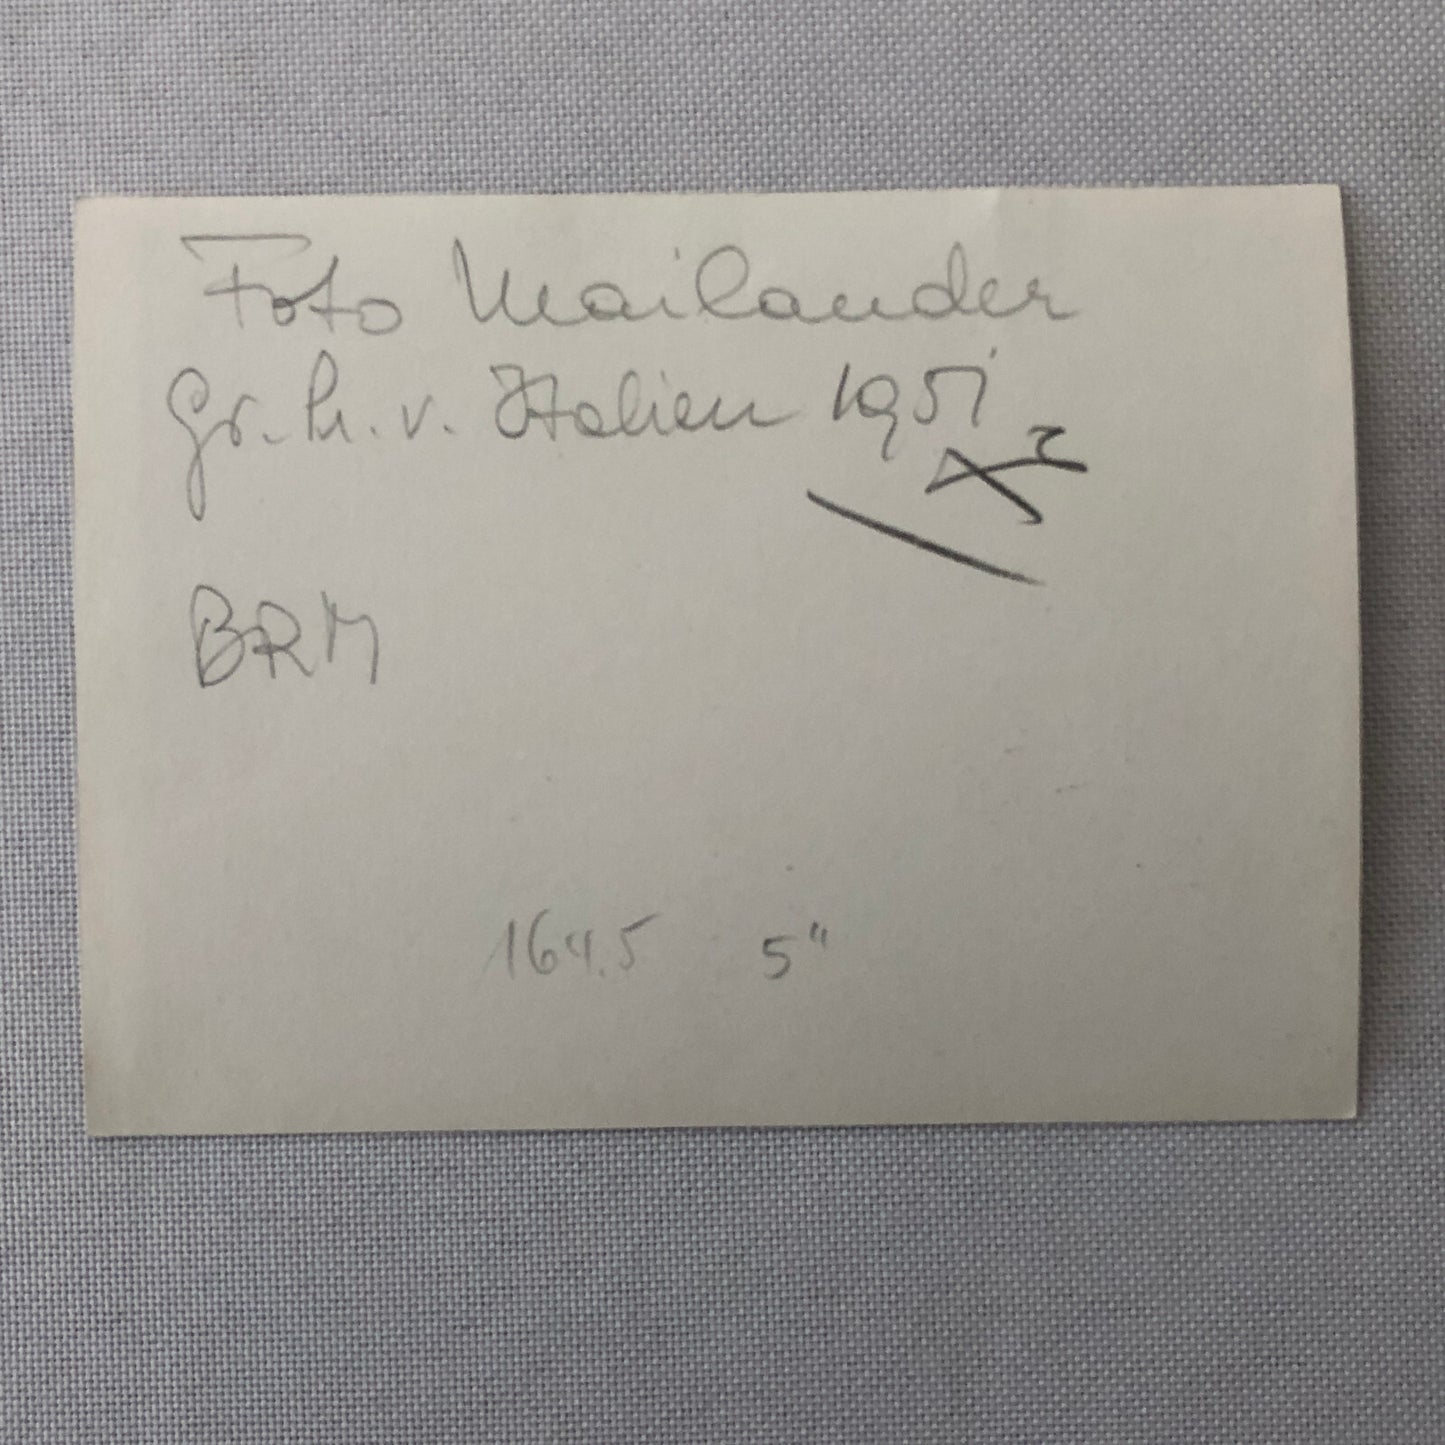 Foto Mailander
Gr. Pr. v. Italien 1951
BRM
164.5 5"